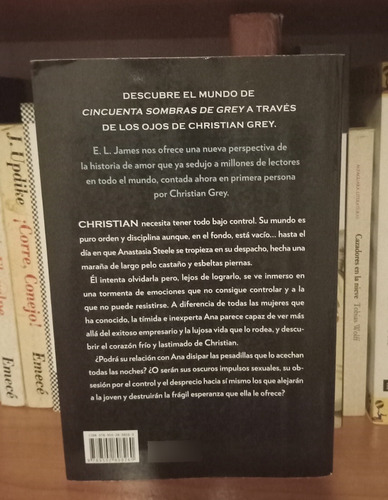 DESCUBRE EL MUNDO DE
CINCUENTA SOMBRAS DE GREY A TRAVÉS
DE LOS OJOS DE CHRISTIAN GREY.
E. L. James nos ofrece una nueva perspectiva de
la historia de amor que ya sedujo a millones de lectores
en todo el mundo, contada ahora en primera persona
por Christian Grey.
CHRISTIAN necesita tener todo bajo control. Su mundo es
puro orden y disciplina aunque, en el fondo, está vacío... hasta el
día en que Anastasia Steele se tropieza en su despacho, hecha una
maraña de largo pelo castaño y esbeltas piernas.
Él intenta olvidarla pero, lejos de lograrlo, se ve inmerso en
una tormenta de emociones que no consigue controlar y a la
que no puede resistirse. A diferencia de todas las mujeres que
ha conocido, la tímida e inexperta Ana parece capaz de ver más
allá del exitoso empresario y la lujosa vida que lo rodea, y descu-
brir el corazón frío y lastimado de Christian.
¿Podrá su relación con Ana disipar las pesadillas que lo acechan
todas las noches? ¿O serán sus oscuros impulsos sexuales, su ob-
sesión por el control y el desprecio hacia sí mismo los que alejarán
a la joven y destruirán la frágil esperanza que ella le ofrece?
J. Updike
¡Corre, Conejo!
Emecé
Emecé
Cazadores en la nieve
Tobias Wolff